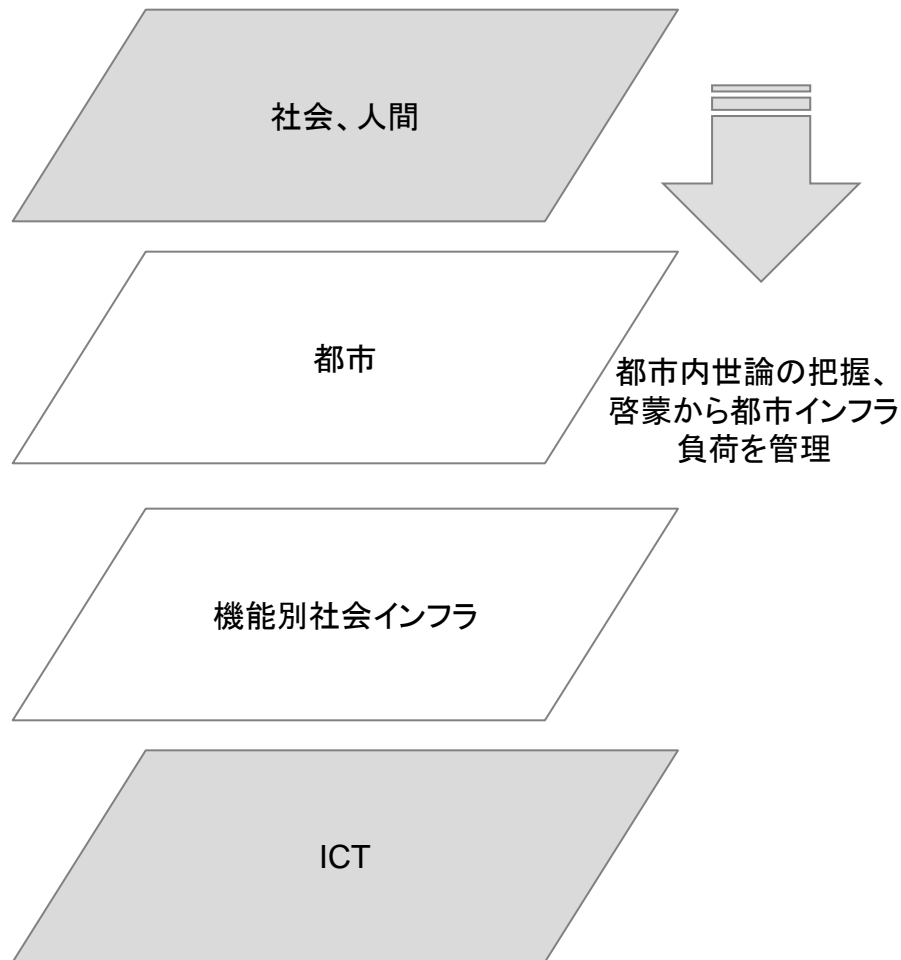 社会、人間
都市
都市内世論の把握、
啓蒙から都市インフラ
負荷を管理
機能別社会インフラ
ICT